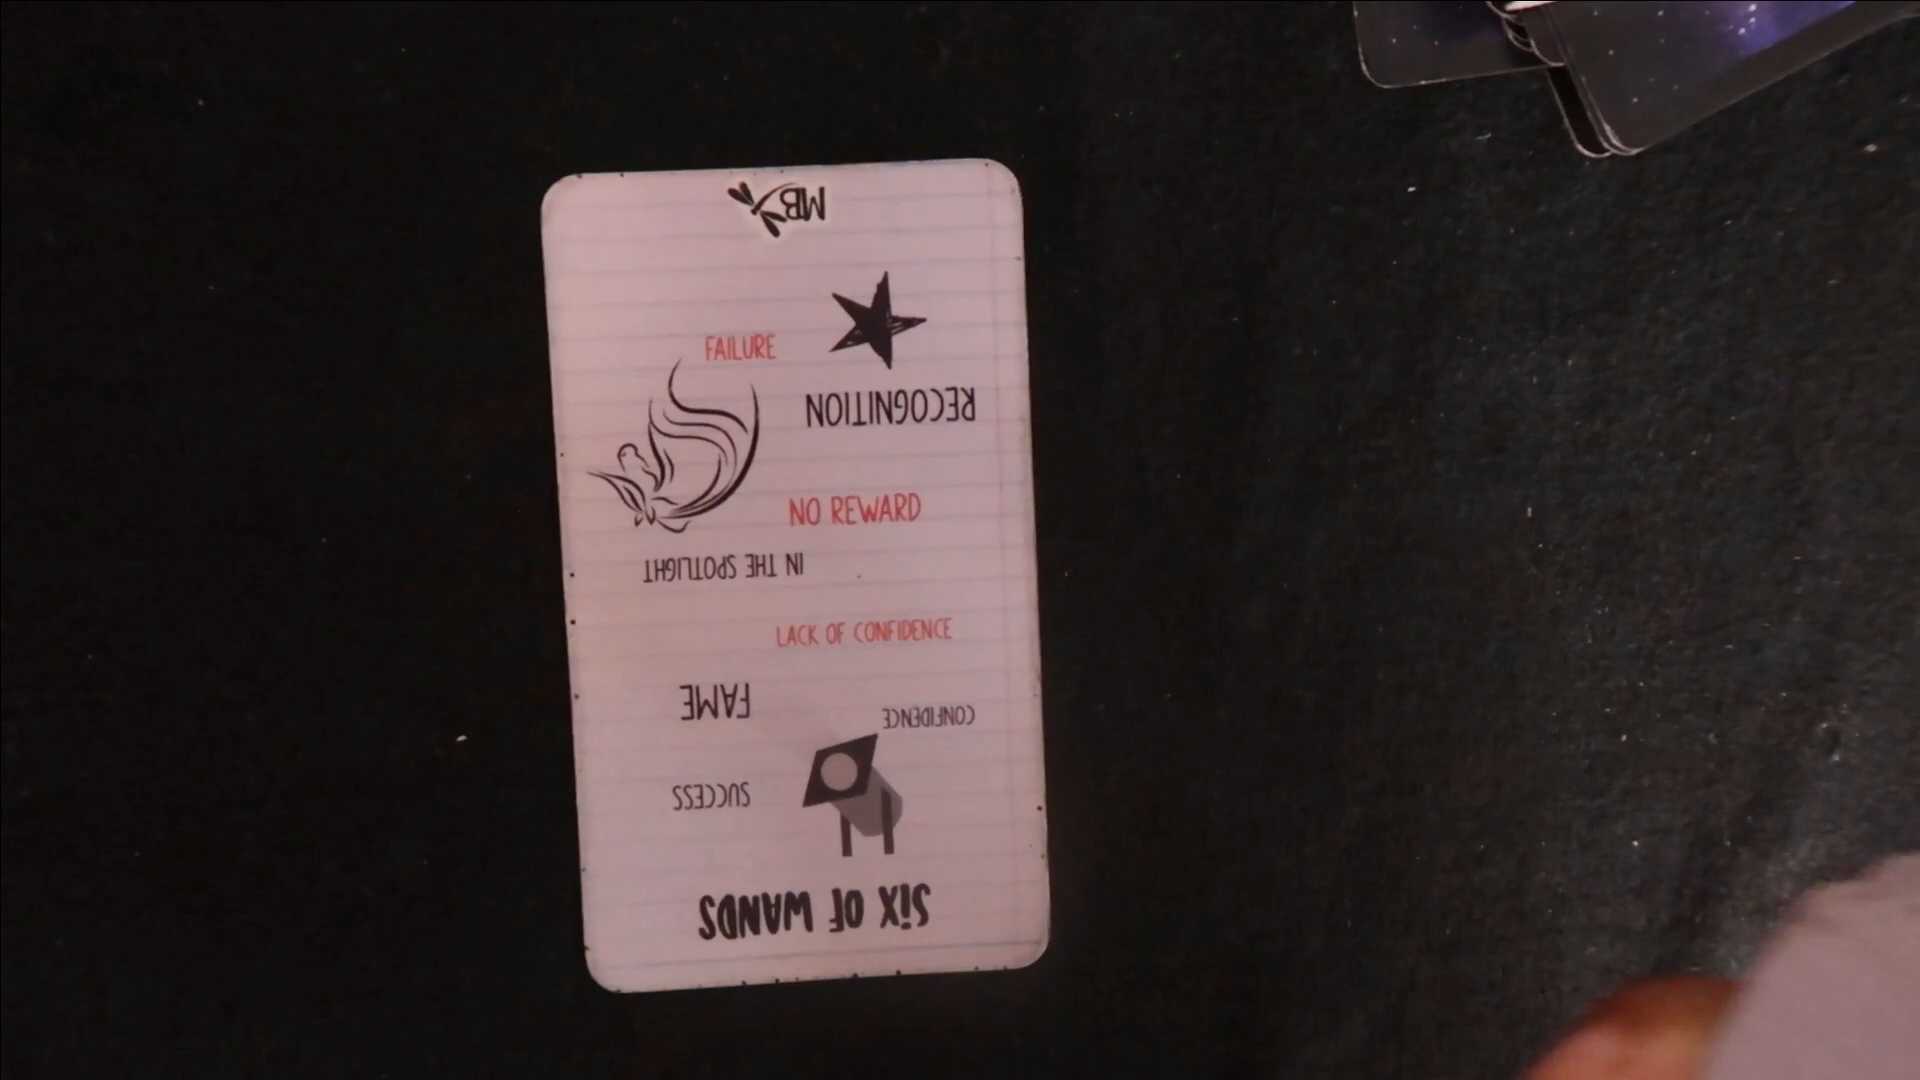 MB
FAILURE
RECOGNITION
NO REWARD
IN THE SPOTLIGHT
LACK OF CONFIDENCE
FAME
CONFIDENCE
SUCCESS
SIX OF WANDS